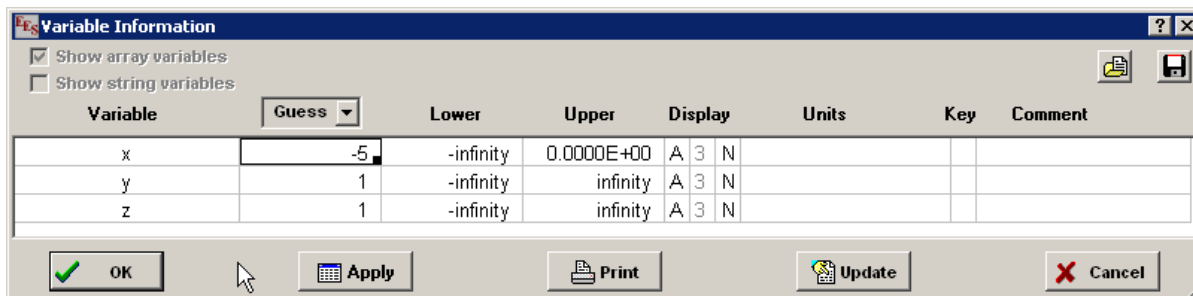 EES Variable Information ? X
Show array variables
Show string variables
Variable Guess Lower Upper Display Units Key Comment
x -5 -infinity 0.0000E+00 A 3 N
y 1 -infinity infinity A 3 N
z 1 -infinity infinity A 3 N
OK Apply Print Update Cancel